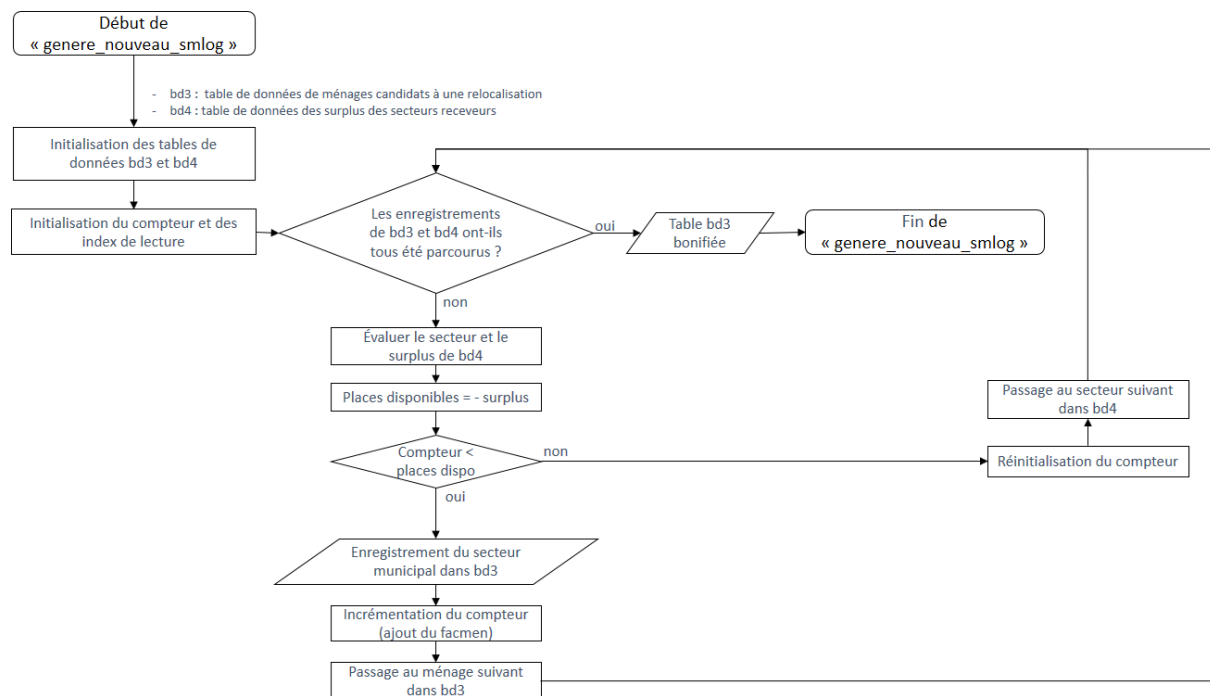 Début de
« genere_nouveau_smlog »
- bd3 : table de données de ménages candidats à une relocalisation
- bd4 : table de données des surplus des secteurs receveurs
Initialisation des tables de
données bd3 et bd4
Initialisation du compteur et des
index de lecture
Les enregistrements
de bd3 et bd4 ont-ils
tous été parcourus ?
oui
Table bd3
bonifiée
Fin de
« genere_nouveau_smlog »
non
Évaluer le secteur et le
surplus de bd4
Places disponibles = - surplus
Compteur <
places dispo
non
Réinitialisation du compteur
Passage au secteur suivant
dans bd4
oui
Enregistrement du secteur
municipal dans bd3
Incrémentation du compteur
(ajout du facmen)
Passage au ménage suivant
dans bd3